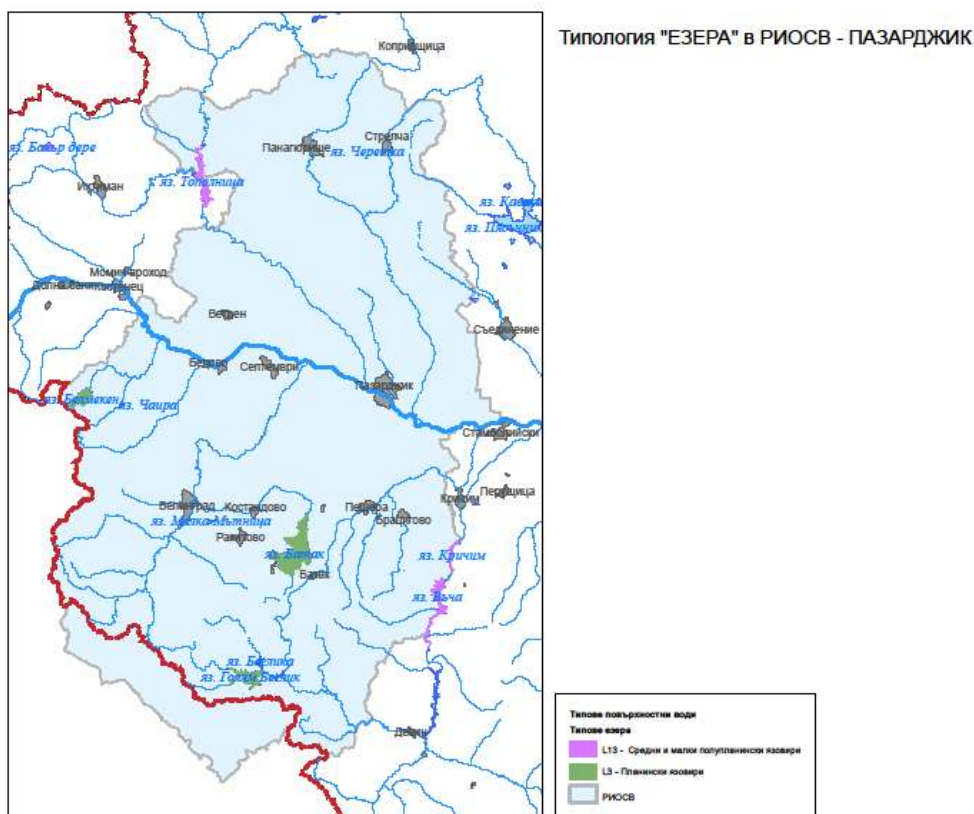 Типология "ЕЗЕРА" в РИОСВ - ПАЗАРДЖИК
Копривщица
Стрелча
Панагюрище
яз. Черешка
яз. Тополница
Ихтиман
Момин проход
Ветрен
Съединение
Белово
Септември
Пазарджик
яз. Белмекен
яз. Чаира
Стамболийски
Перущица
Кричим
Велинград
Костандово
Пещера
Брацигово
Ракитово
яз. Батак
Батак
яз. Кричим
яз. Въча
яз. Беглика
яз. Голям Беглик
Девин
Типове повърхностни води
Типове езера
L13 - Средни и малки полупланински язовири
L3 - Планински язовири
РИОСВ